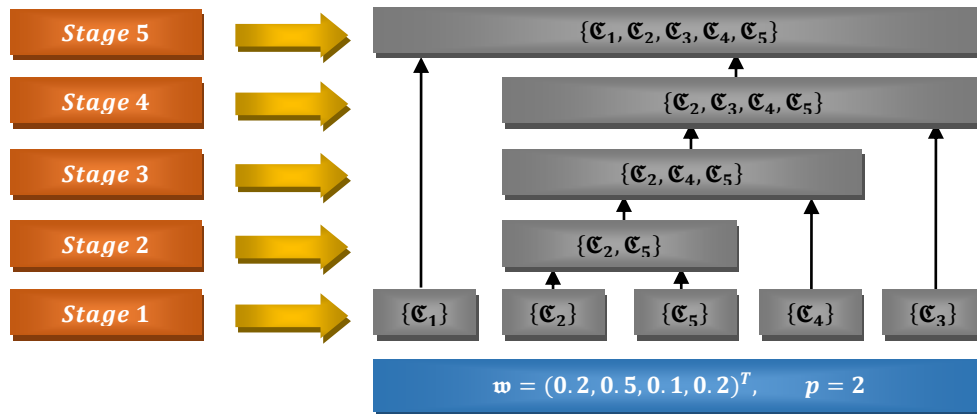 Stage 5 {ℭ₁, ℭ₂, ℭ₃, ℭ₄, ℭ₅}
Stage 4 {ℭ₂, ℭ₃, ℭ₄, ℭ₅}
Stage 3 {ℭ₂, ℭ₄, ℭ₅}
Stage 2 {ℭ₂, ℭ₅}
Stage 1 {ℭ₁} {ℭ₂} {ℭ₅} {ℭ₄} {ℭ₃}
𝔴 = (0.2, 0.5, 0.1, 0.2)ᵀ, p = 2